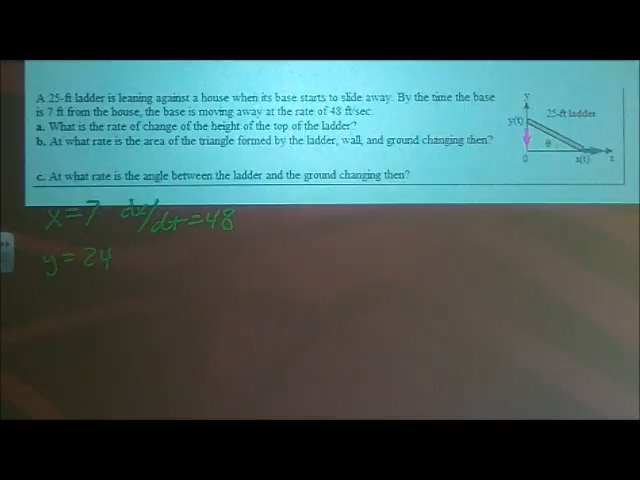 A 25-ft ladder is leaning against a house when its base starts to slide away. By the time the base
is 7 ft from the house, the base is moving away at the rate of 48 ft/sec.
a. What is the rate of change of the height of the top of the ladder?
b. At what rate is the area of the triangle formed by the ladder, wall, and ground changing then?
c. At what rate is the angle between the ladder and the ground changing then?
y
25-ft ladder
y(t)
θ
0
x(t)
x
x=7 dx/dt=48
y=24